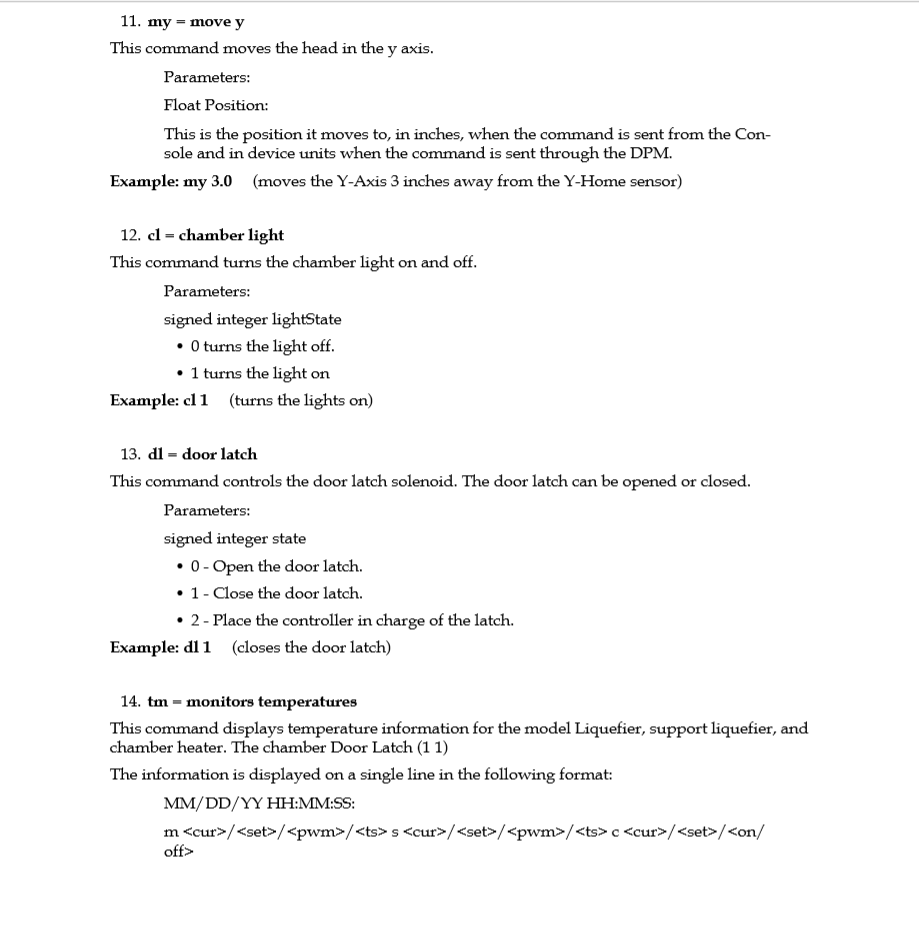 11. my = move y
This command moves the head in the y axis.
Parameters:
Float Position:
This is the position it moves to, in inches, when the command is sent from the Con-
sole and in device units when the command is sent through the DPM.
Example: my 3.0 (moves the Y-Axis 3 inches away from the Y-Home sensor)
12. cl = chamber light
This command turns the chamber light on and off.
Parameters:
signed integer lightState
• 0 turns the light off.
• 1 turns the light on
Example: cl 1 (turns the lights on)
13. dl = door latch
This command controls the door latch solenoid. The door latch can be opened or closed.
Parameters:
signed integer state
• 0 - Open the door latch.
• 1 - Close the door latch.
• 2 - Place the controller in charge of the latch.
Example: dl 1 (closes the door latch)
14. tm = monitors temperatures
This command displays temperature information for the model Liquefier, support liquefier, and
chamber heater. The chamber Door Latch (1 1)
The information is displayed on a single line in the following format:
MM/DD/YY HH:MM:SS:
m <cur>/<set>/<pwm>/<ts> s <cur>/<set>/<pwm>/<ts> c <cur>/<set>/<on/
off>